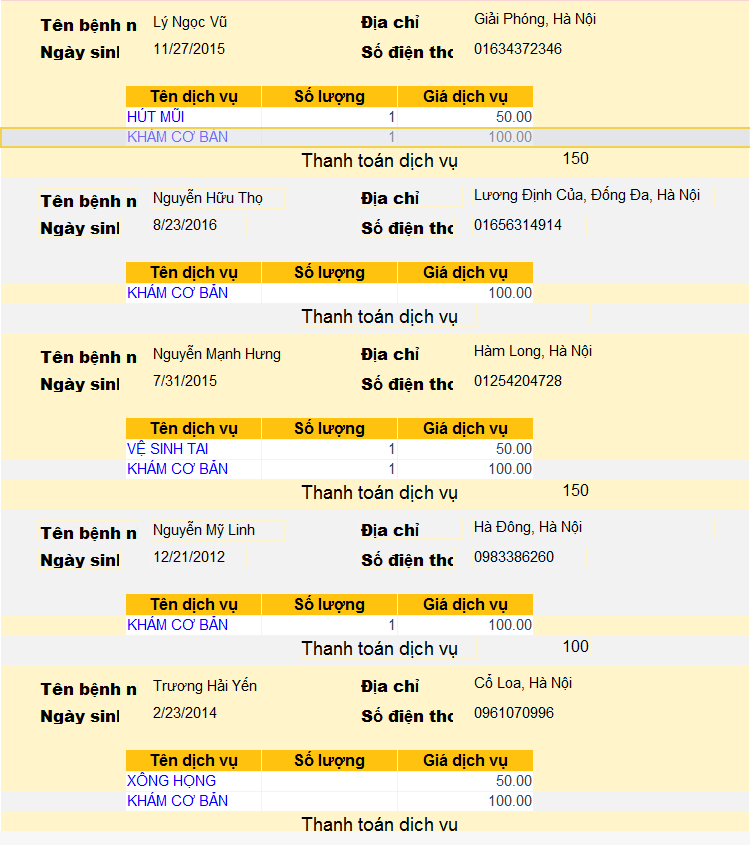 Tên bệnh n Lý Ngọc Vũ Địa chỉ Giải Phóng, Hà Nội
Ngày sinh 11/27/2015 Số điện tho 01634372346
Tên dịch vụ Số lượng Giá dịch vụ
HÚT MŨI 1 50.00
KHÁM CƠ BẢN 1 100.00
Thanh toán dịch vụ 150
Tên bệnh n Nguyễn Hữu Thọ Địa chỉ Lương Định Của, Đống Đa, Hà Nội
Ngày sinh 8/23/2016 Số điện tho 01656314914
Tên dịch vụ Số lượng Giá dịch vụ
KHÁM CƠ BẢN 100.00
Thanh toán dịch vụ
Tên bệnh n Nguyễn Mạnh Hưng Địa chỉ Hàm Long, Hà Nội
Ngày sinh 7/31/2015 Số điện tho 01254204728
Tên dịch vụ Số lượng Giá dịch vụ
VỆ SINH TAI 1 50.00
KHÁM CƠ BẢN 1 100.00
Thanh toán dịch vụ 150
Tên bệnh n Nguyễn Mỹ Linh Địa chỉ Hà Đông, Hà Nội
Ngày sinh 12/21/2012 Số điện tho 0983386260
Tên dịch vụ Số lượng Giá dịch vụ
KHÁM CƠ BẢN 1 100.00
Thanh toán dịch vụ 100
Tên bệnh n Trương Hải Yến Địa chỉ Cổ Loa, Hà Nội
Ngày sinh 2/23/2014 Số điện tho 0961070996
Tên dịch vụ Số lượng Giá dịch vụ
XÔNG HỌNG 50.00
KHÁM CƠ BẢN 100.00
Thanh toán dịch vụ